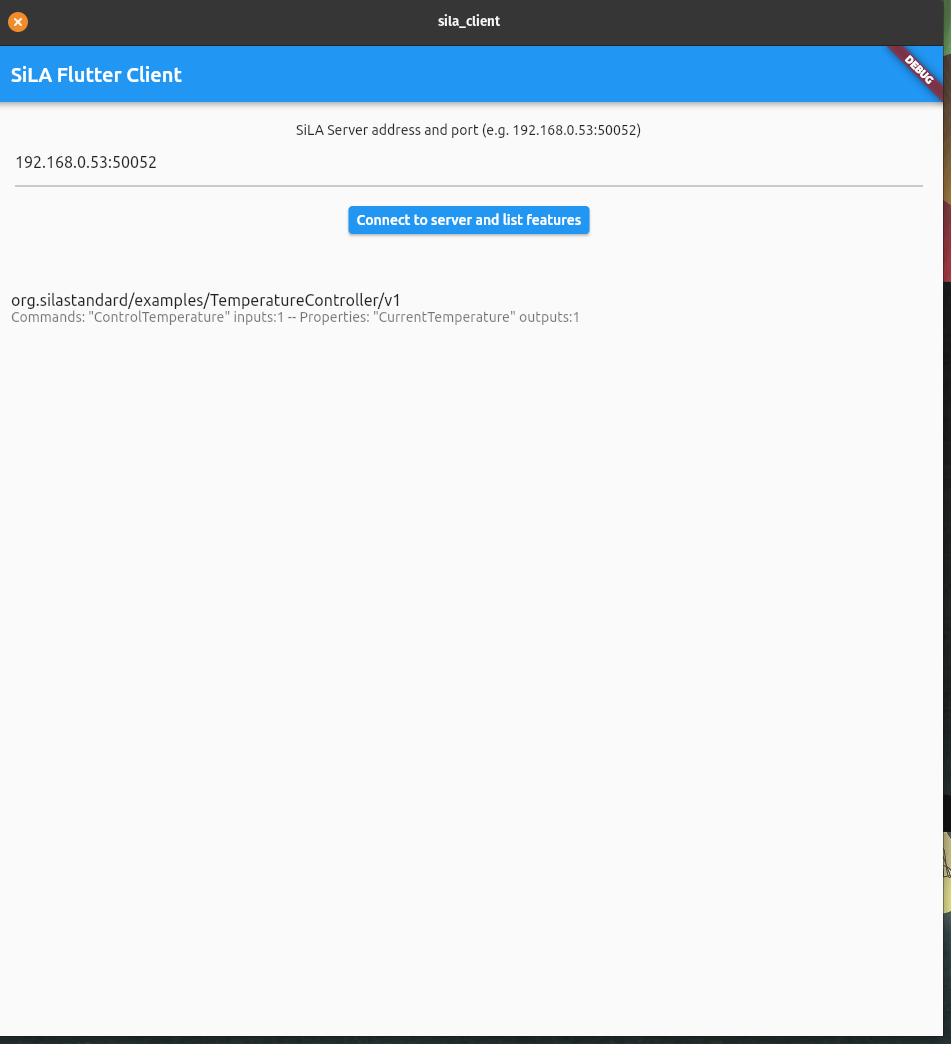 sila_client
SiLA Flutter Client
DEBUG
SiLA Server address and port (e.g. 192.168.0.53:50052)
192.168.0.53:50052
Connect to server and list features
org.silastandard/examples/TemperatureController/v1
Commands: "ControlTemperature" inputs:1 -- Properties: "CurrentTemperature" outputs:1